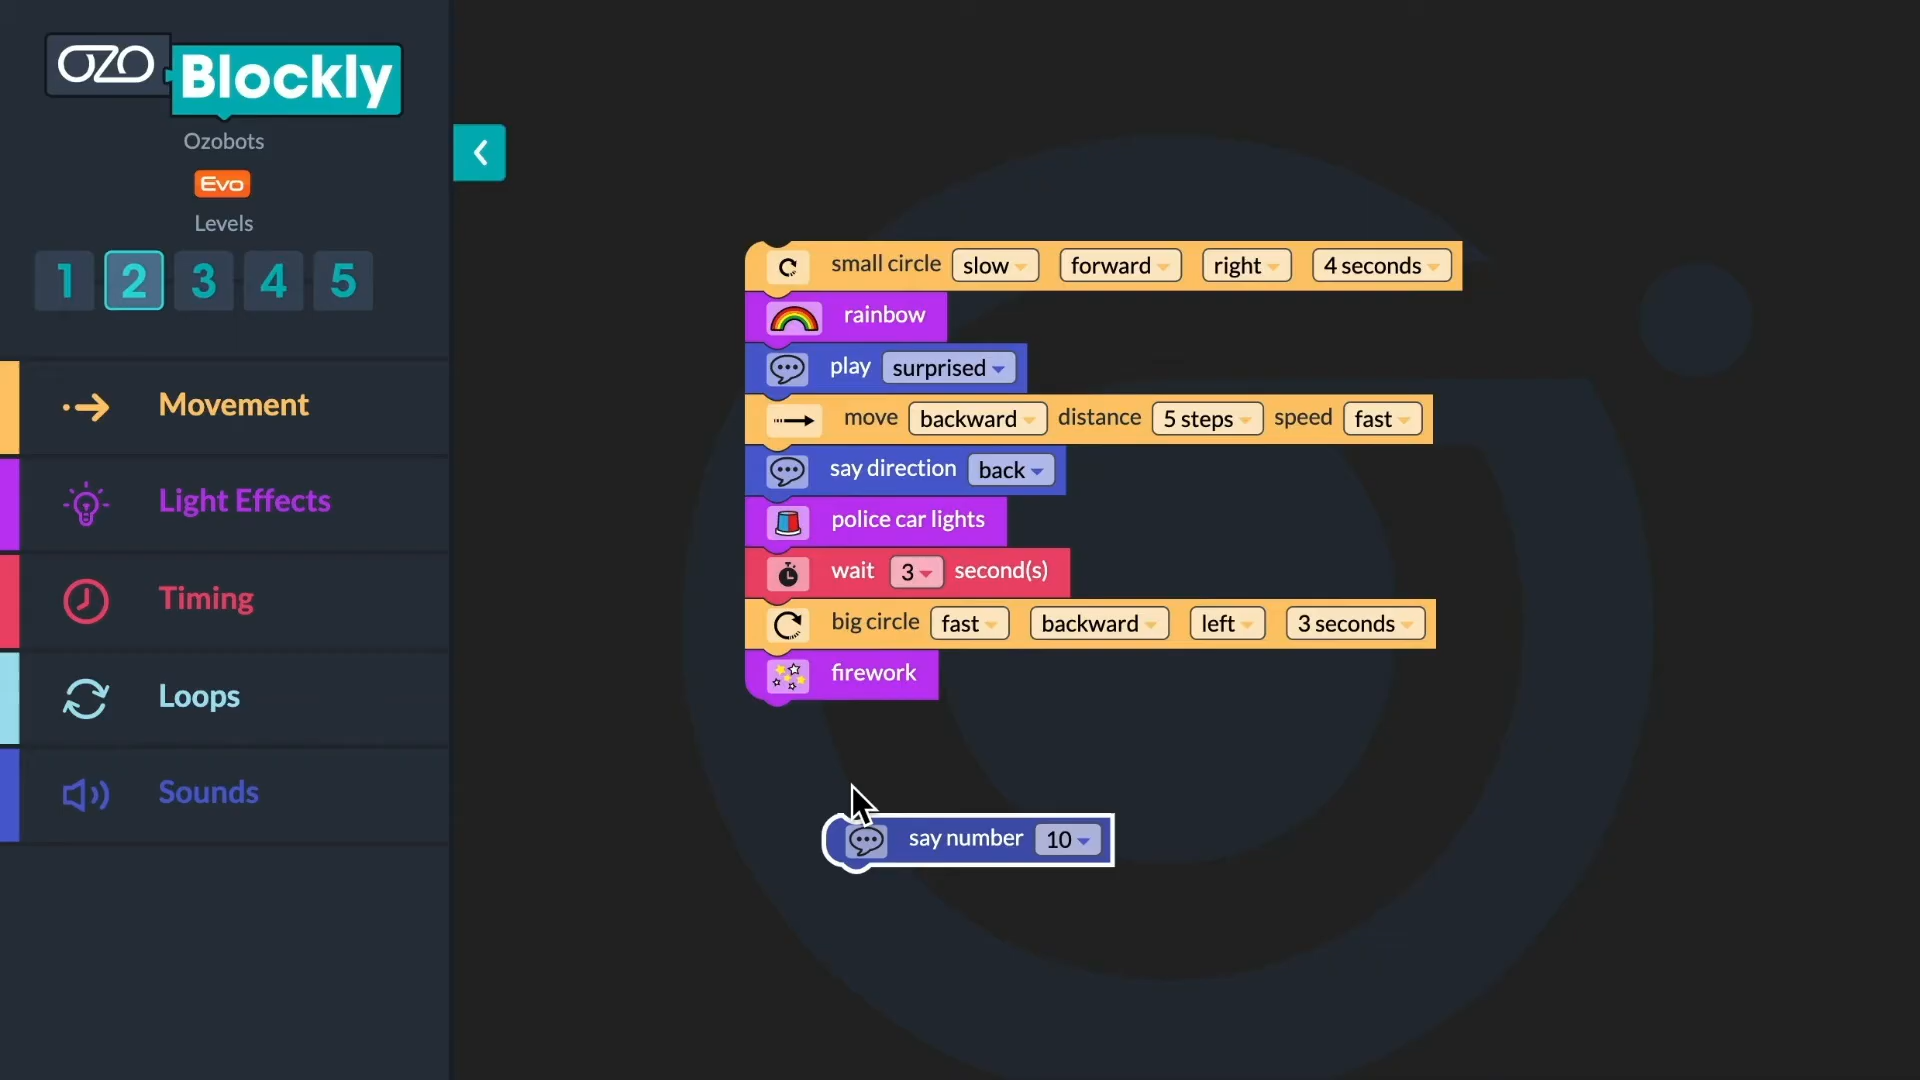 OZO Blockly
Ozobots
Evo
Levels
1 2 3 4 5
Movement
Light Effects
Timing
Loops
Sounds
small circle slow forward right 4 seconds
rainbow
play surprised
move backward distance 5 steps speed fast
say direction back
police car lights
wait 3 second(s)
big circle fast backward left 3 seconds
firework
say number 10